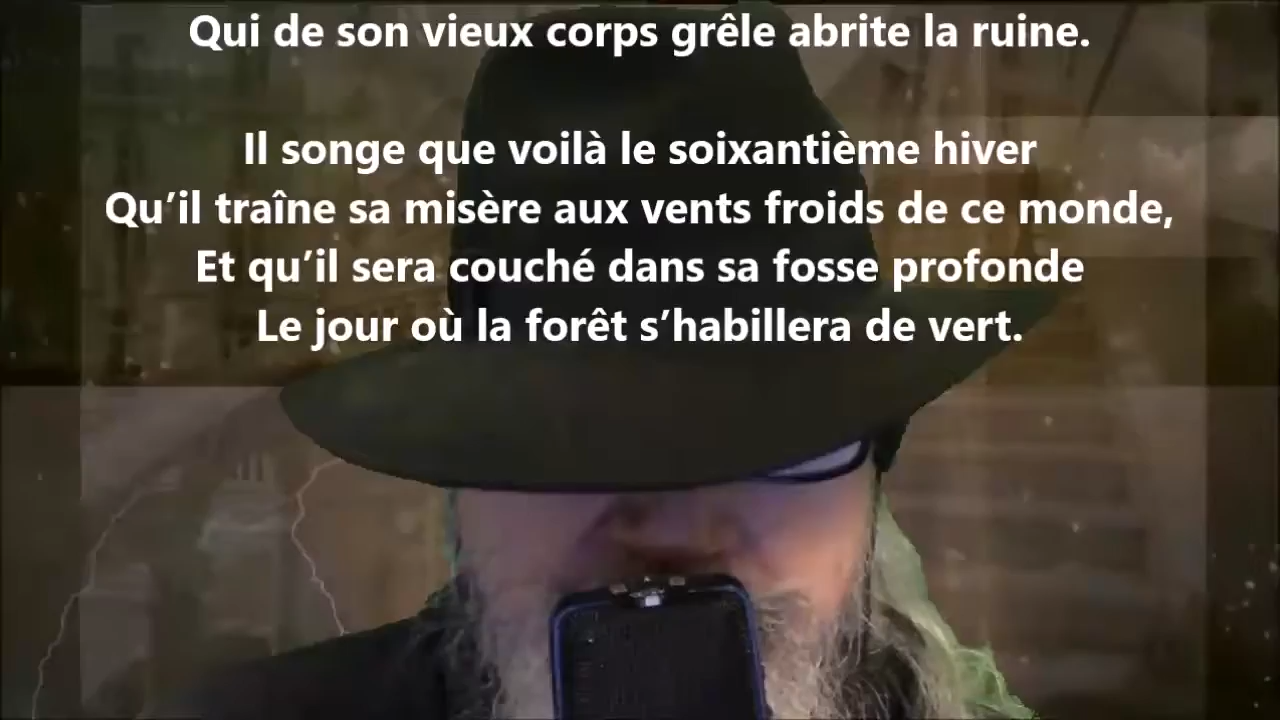 Qui de son vieux corps grêle abrite la ruine.
Il songe que voilà le soixantième hiver
Qu’il traîne sa misère aux vents froids de ce monde,
Et qu’il sera couché dans sa fosse profonde
Le jour où la forêt s’habillera de vert.